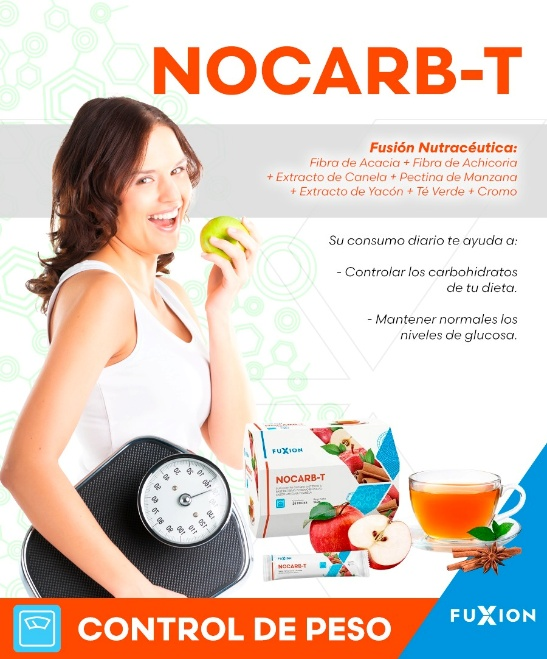 NOCARB-T
Fusión Nutracéutica:
Fibra de Acacia + Fibra de Achicoria
+ Extracto de Canela + Pectina de Manzana
+ Extracto de Yacón + Té Verde + Cromo
Su consumo diario te ayuda a:
- Controlar los carbohidratos
de tu dieta.
- Mantener normales los
niveles de glucosa.
FUXION
NOCARB-T
FUXION
NOCARB-T
CONTROL DE PESO
FUXION